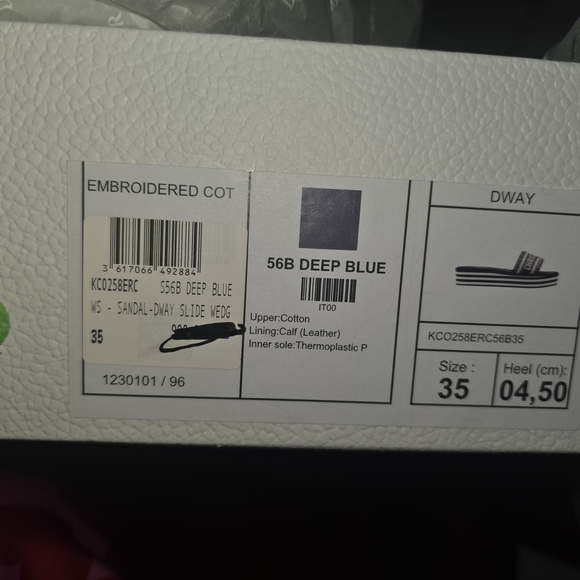 EMBROIDERED COT
3 617066 492884
KCO258ERC S56B DEEP BLUE
WS - SANDAL-DWAY SLIDE WEDG
35
1230101 / 96
56B DEEP BLUE
IT00
Upper:Cotton
Lining:Calf (Leather)
Inner sole:Thermoplastic P
DWAY
KCO258ERC56B35
Size :
35
Heel (cm):
04,50